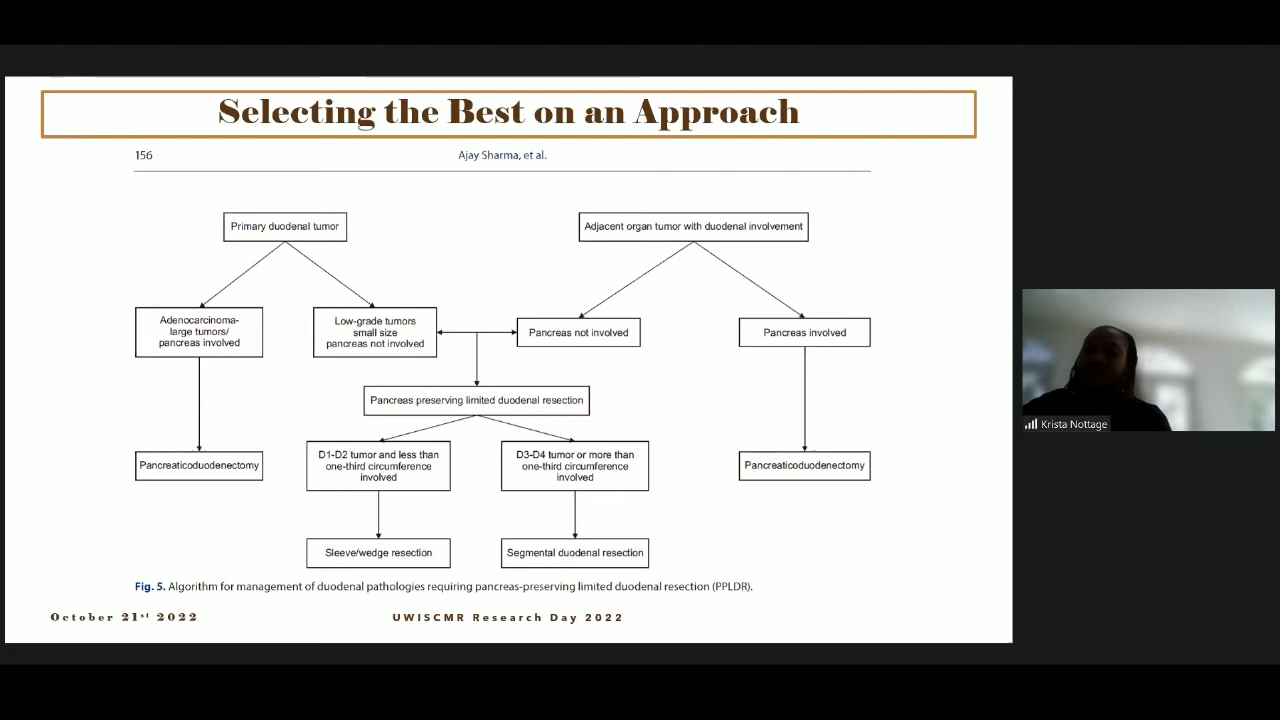 Selecting the Best on an Approach
156
Ajay Sharma, et al.
Primary duodenal tumor
Adjacent organ tumor with duodenal involvement
Adenocarcinoma-
large tumors/
pancreas involved
Low-grade tumors
small size
pancreas not involved
Pancreas not involved
Pancreas involved
Pancreas preserving limited duodenal resection
Pancreaticoduodenectomy
D1-D2 tumor and less than
one-third circumference
involved
D3-D4 tumor or more than
one-third circumference
involved
Pancreaticoduodenectomy
Sleeve/wedge resection
Segmental duodenal resection
Fig. 5. Algorithm for management of duodenal pathologies requiring pancreas-preserving limited duodenal resection (PPLDR).
October 21st 2022
UWISCMR Research Day 2022
Krista Nottage